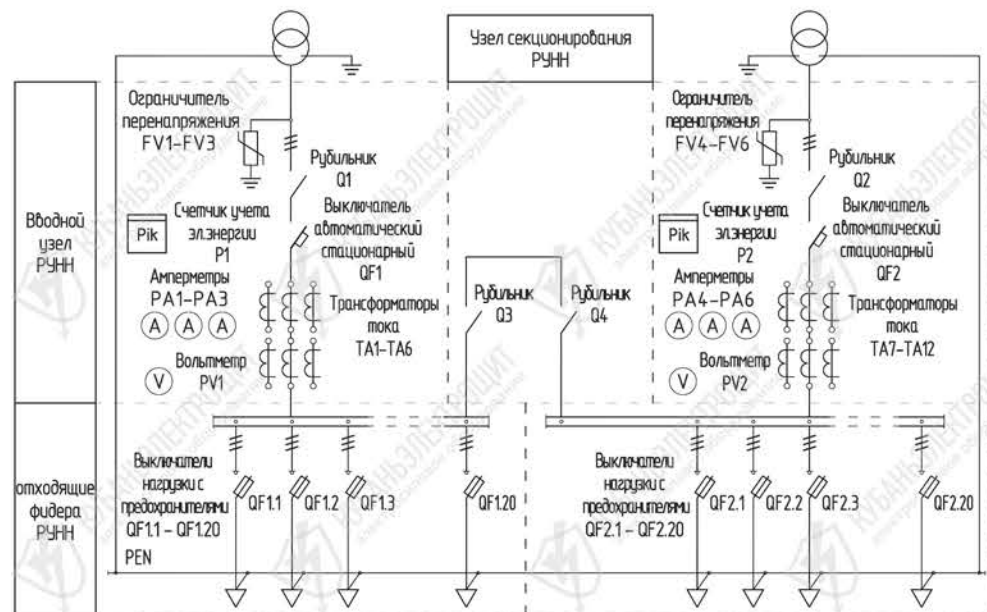 Узел секционирования
РУНН
Вводной
узел
РУНН
Ограничитель
перенапряжения
FV1-FV3
Рубильник
Q1
Счетчик учета
эл.энергии
P1
Pik
Выключатель
автоматический
стационарный
QF1
Амперметры
PA1-PA3
A A A
Трансформаторы
тока
TA1-TA6
Вольтметр
PV1
V
Рубильник
Q3
Рубильник
Q4
Ограничитель
перенапряжения
FV4-FV6
Рубильник
Q2
Счетчик учета
эл.энергии
P2
Pik
Выключатель
автоматический
стационарный
QF2
Амперметры
PA4-PA6
A A A
Трансформаторы
тока
TA7-TA12
Вольтметр
PV2
V
отходящие
фидера
РУНН
Выключатели
нагрузки с
предохранителями
QF1.1 - QF1.20
PEN
QF1.1 QF1.2 QF1.3 QF1.20
Выключатели
нагрузки с
предохранителями
QF2.1 - QF2.20
QF2.1 QF2.2 QF2.3 QF2.20
КУБАНЬЭЛЕКТРОЩИТ